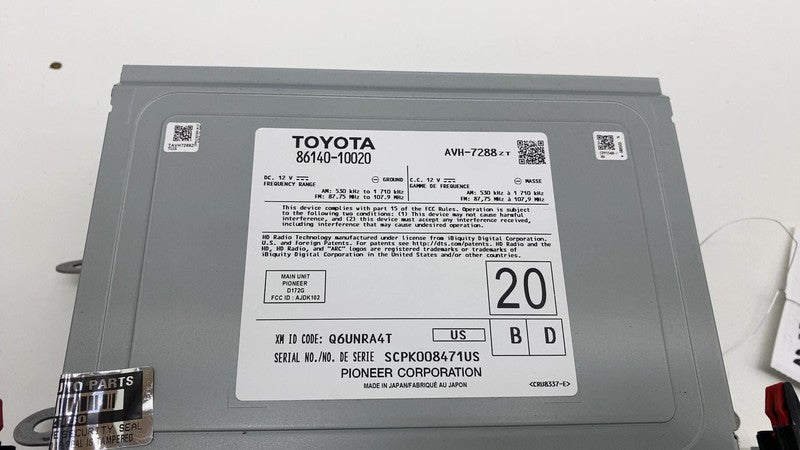 TOYOTA
86140-10020
AVH-7288ZT
DC. 12 V GROUND
FREQUENCY RANGE
AM: 530 kHz to 1 710 kHz
FM: 87,75 MHz to 107.9 MHz
C.C. 12 V MASSE
GAMME DE FREQUENCE
AM: 530 kHz à 1 710 kHz
FM: 87,75 MHz à 107,9 MHz
This device complies with part 15 of the FCC Rules. Operation is subject
to the following two conditions: (1) This device may not cause harmful
interference, and (2) this device must accept any interference received,
including interference that may cause undesired operation.
HD Radio Technology manufactured under license from iBiquity Digital Corporation.
U.S. and Foreign Patents. For patents see http://dts.com/patents. HD Radio and the
HD, HD Radio, and "ARC" logos are registered trademarks or trademarks of
iBiquity Digital Corporation in the United States and/or other countries.
MAIN UNIT
PIONEER
D172G
FCC ID : AJDK102
20
B D
XM ID CODE: Q6UNRA4T
US
SERIAL NO./NO. DE SERIE SCPK008471US
PIONEER CORPORATION
MADE IN JAPAN/FABRIQUÉ AU JAPON
<CRU8337-E>
UTO PARTS
SECURITY SEAL
IS TAMPERED